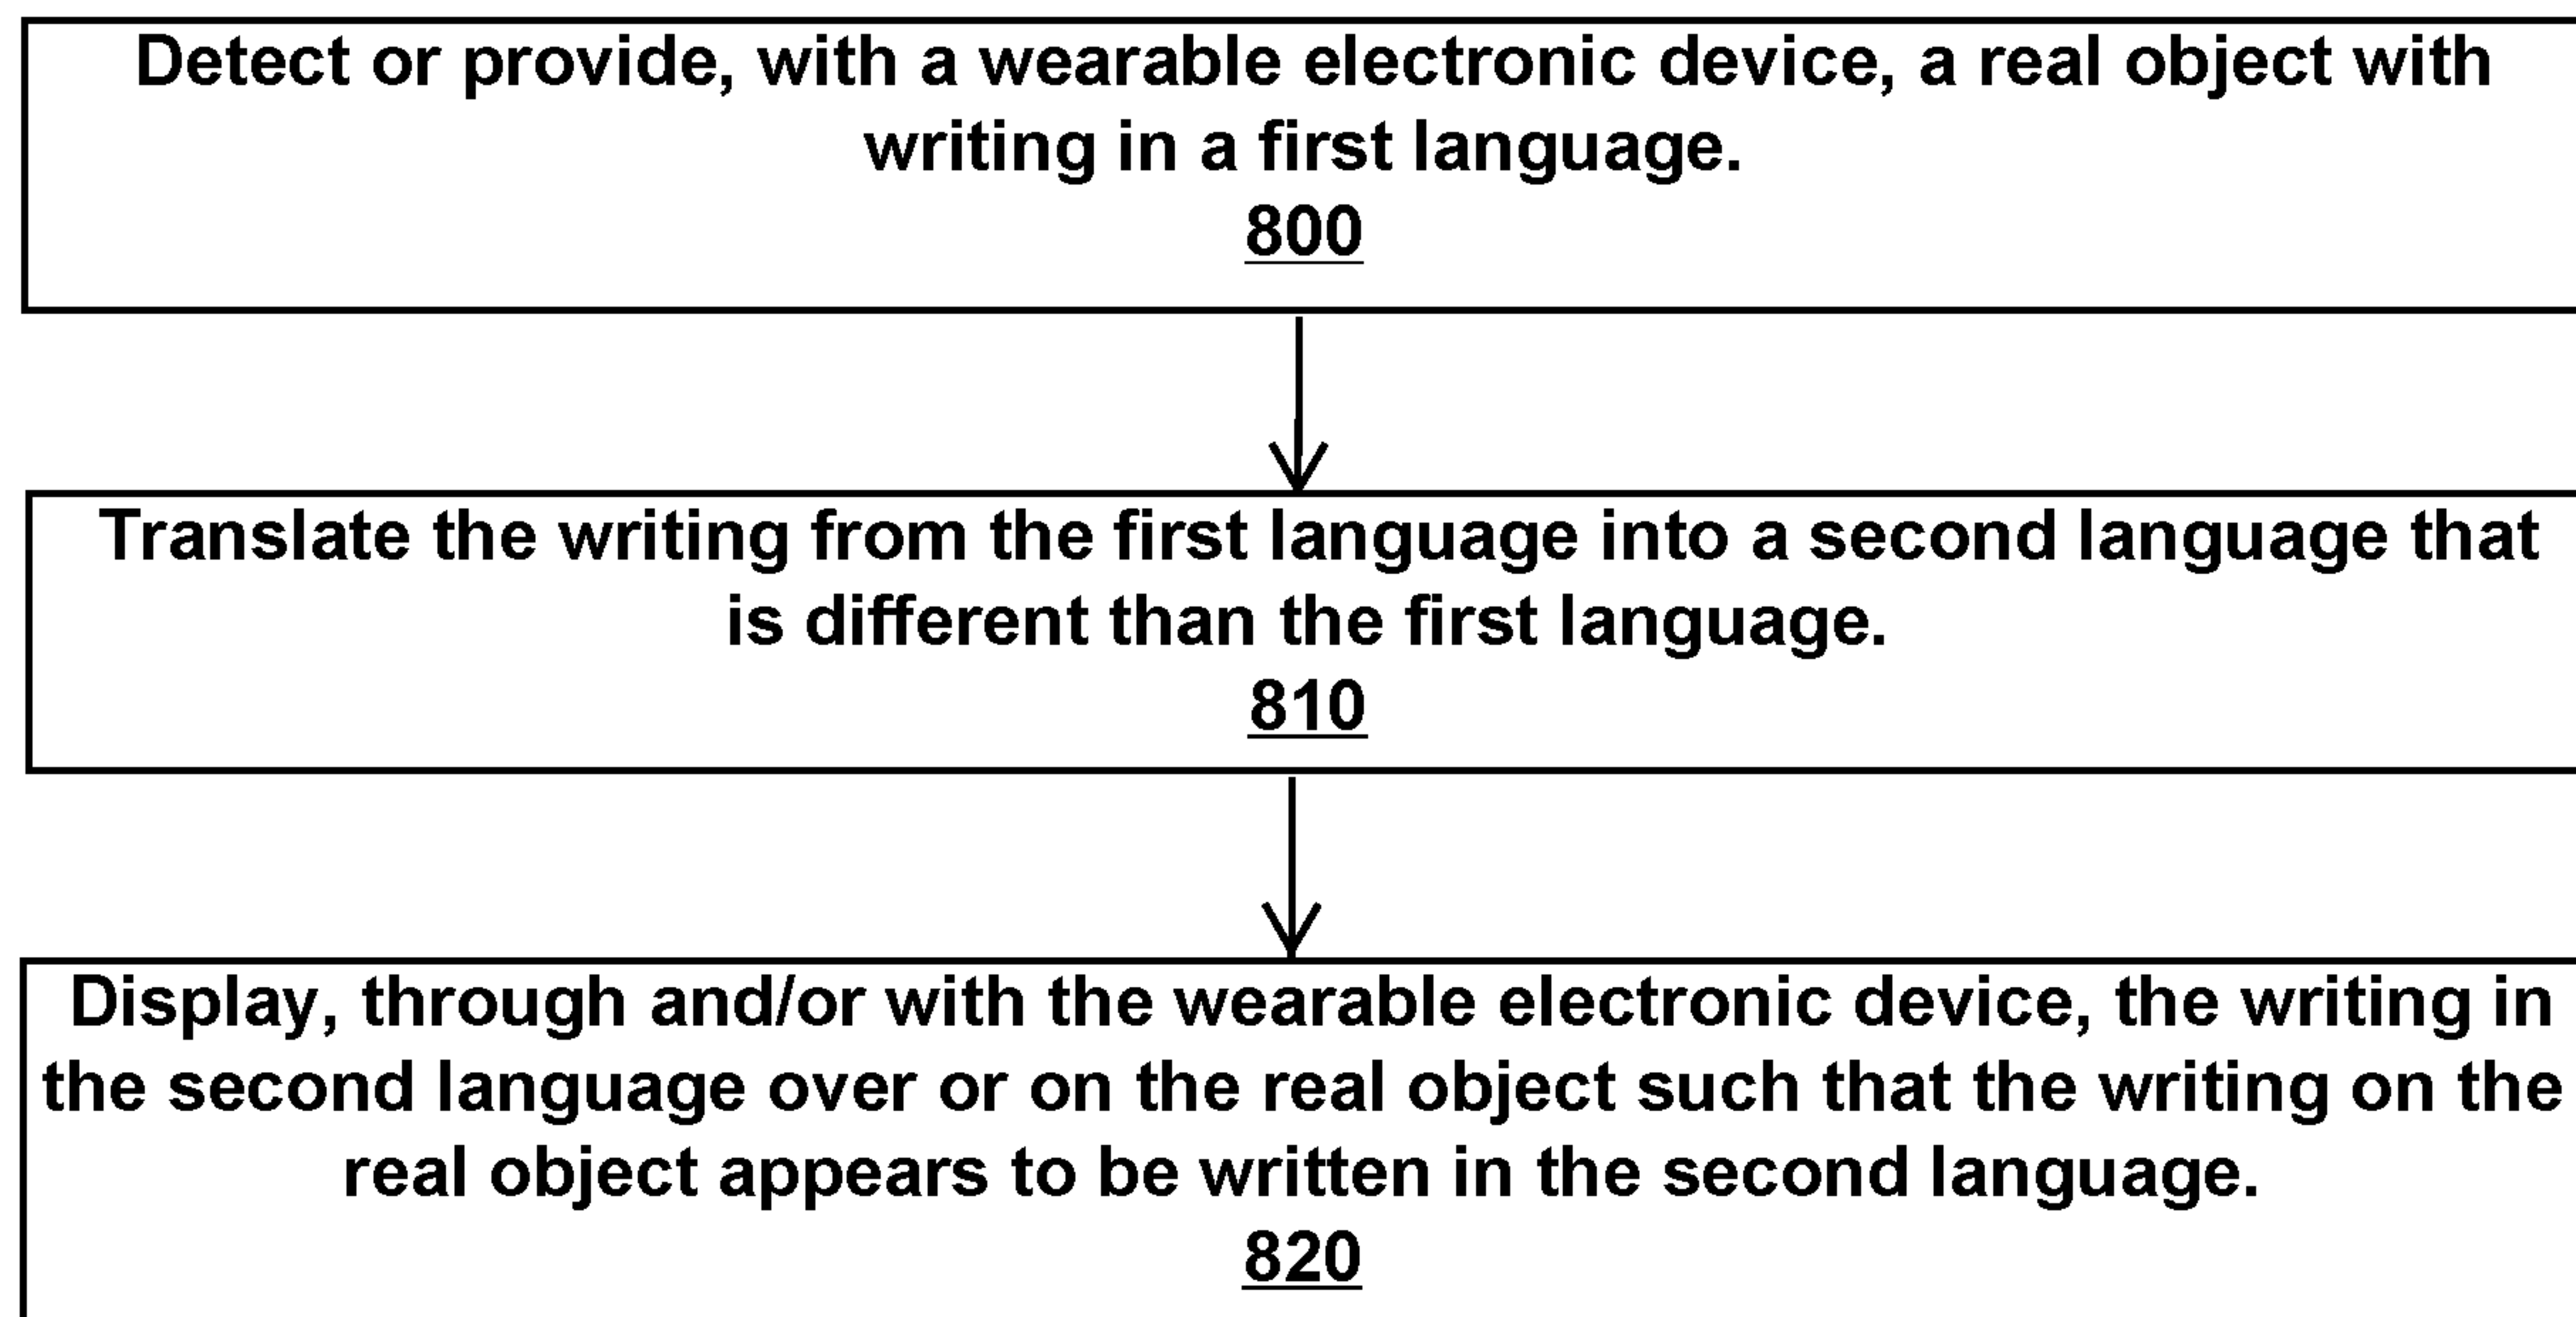 Detect or provide, with a wearable electronic device, a real object with
writing in a first language.
800
Translate the writing from the first language into a second language that
is different than the first language.
810
Display, through and/or with the wearable electronic device, the writing in
the second language over or on the real object such that the writing on the
real object appears to be written in the second language.
820